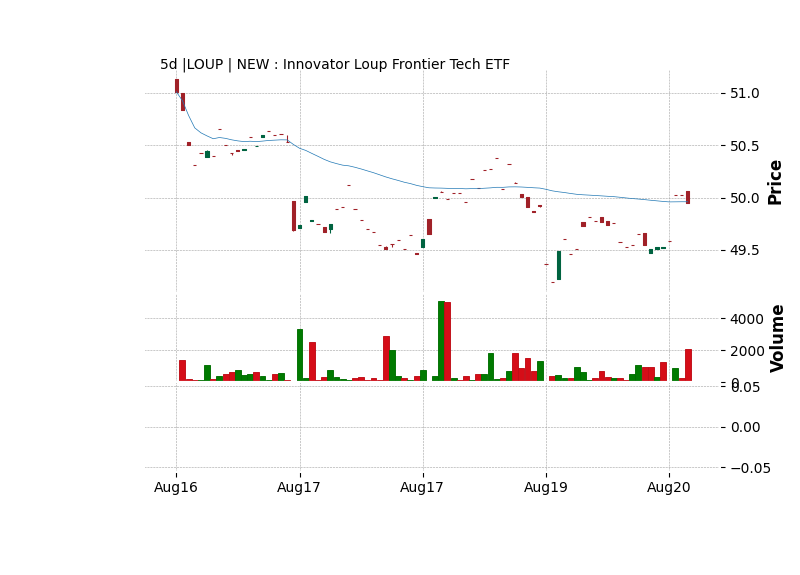 5d |LOUP | NEW : Innovator Loup Frontier Tech ETF
51.0
50.5
50.0
49.5
Price
4000
2000
0
Volume
0.05
0.00
−0.05
Aug16 Aug17 Aug17 Aug19 Aug20